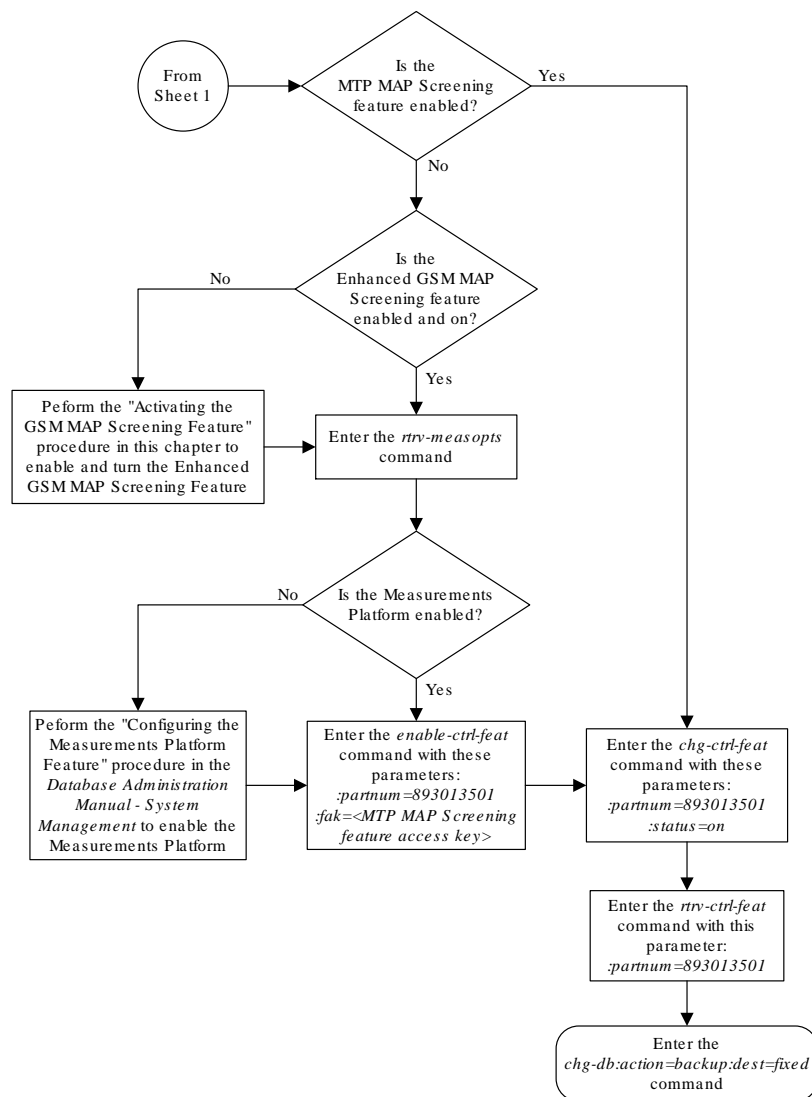 From
Sheet 1
Is the
MTP MAP Screening
feature enabled?
Yes
No
Is the
Enhanced GSM MAP
Screening feature
enabled and on?
No
Yes
Peform the "Activating the
GSM MAP Screening Feature"
procedure in this chapter to
enable and turn the Enhanced
GSM MAP Screening Feature
Enter the rtrv-measopts
command
Is the Measurements
Platform enabled?
No
Yes
Peform the "Configuring the
Measurements Platform
Feature" procedure in the
Database Administration
Manual - System
Management to enable the
Measurements Platform
Enter the enable-ctrl-feat
command with these
parameters:
:partnum=893013501
:fak=<MTP MAP Screening
feature access key>
Enter the chg-ctrl-feat
command with these
parameters:
:partnum=893013501
:status=on
Enter the rtrv-ctrl-feat
command with this
parameter:
:partnum=893013501
Enter the
chg-db:action=backup:dest=fixed
command